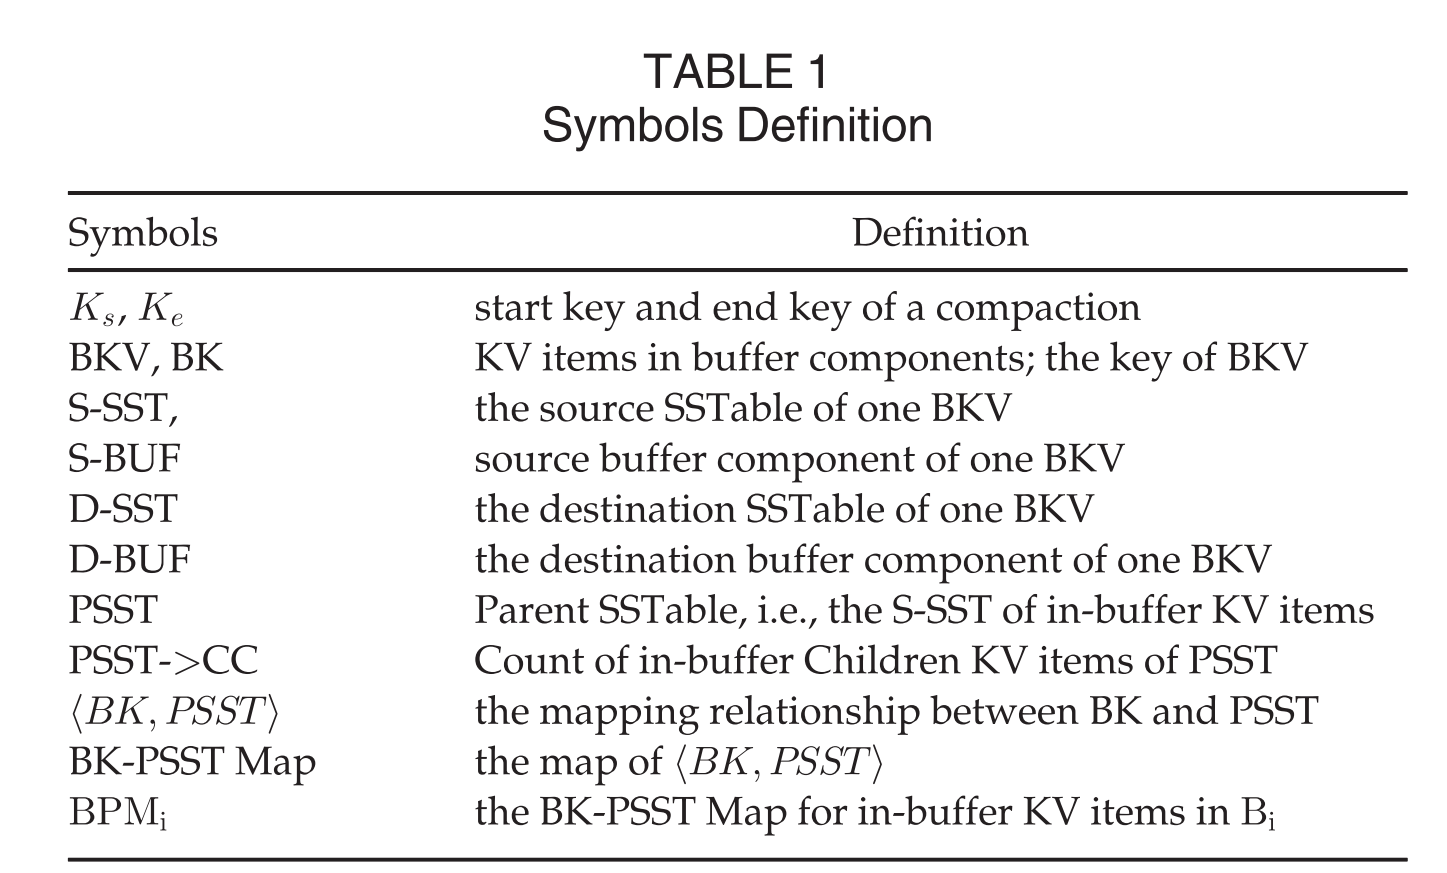 TABLE 1
Symbols Definition
Symbols Definition
K_s, K_e start key and end key of a compaction
BKV, BK KV items in buffer components; the key of BKV
S-SST, the source SSTable of one BKV
S-BUF source buffer component of one BKV
D-SST the destination SSTable of one BKV
D-BUF the destination buffer component of one BKV
PSST Parent SSTable, i.e., the S-SST of in-buffer KV items
PSST->CC Count of in-buffer Children KV items of PSST
⟨BK, PSST⟩ the mapping relationship between BK and PSST
BK-PSST Map the map of ⟨BK, PSST⟩
BPM_i the BK-PSST Map for in-buffer KV items in B_i